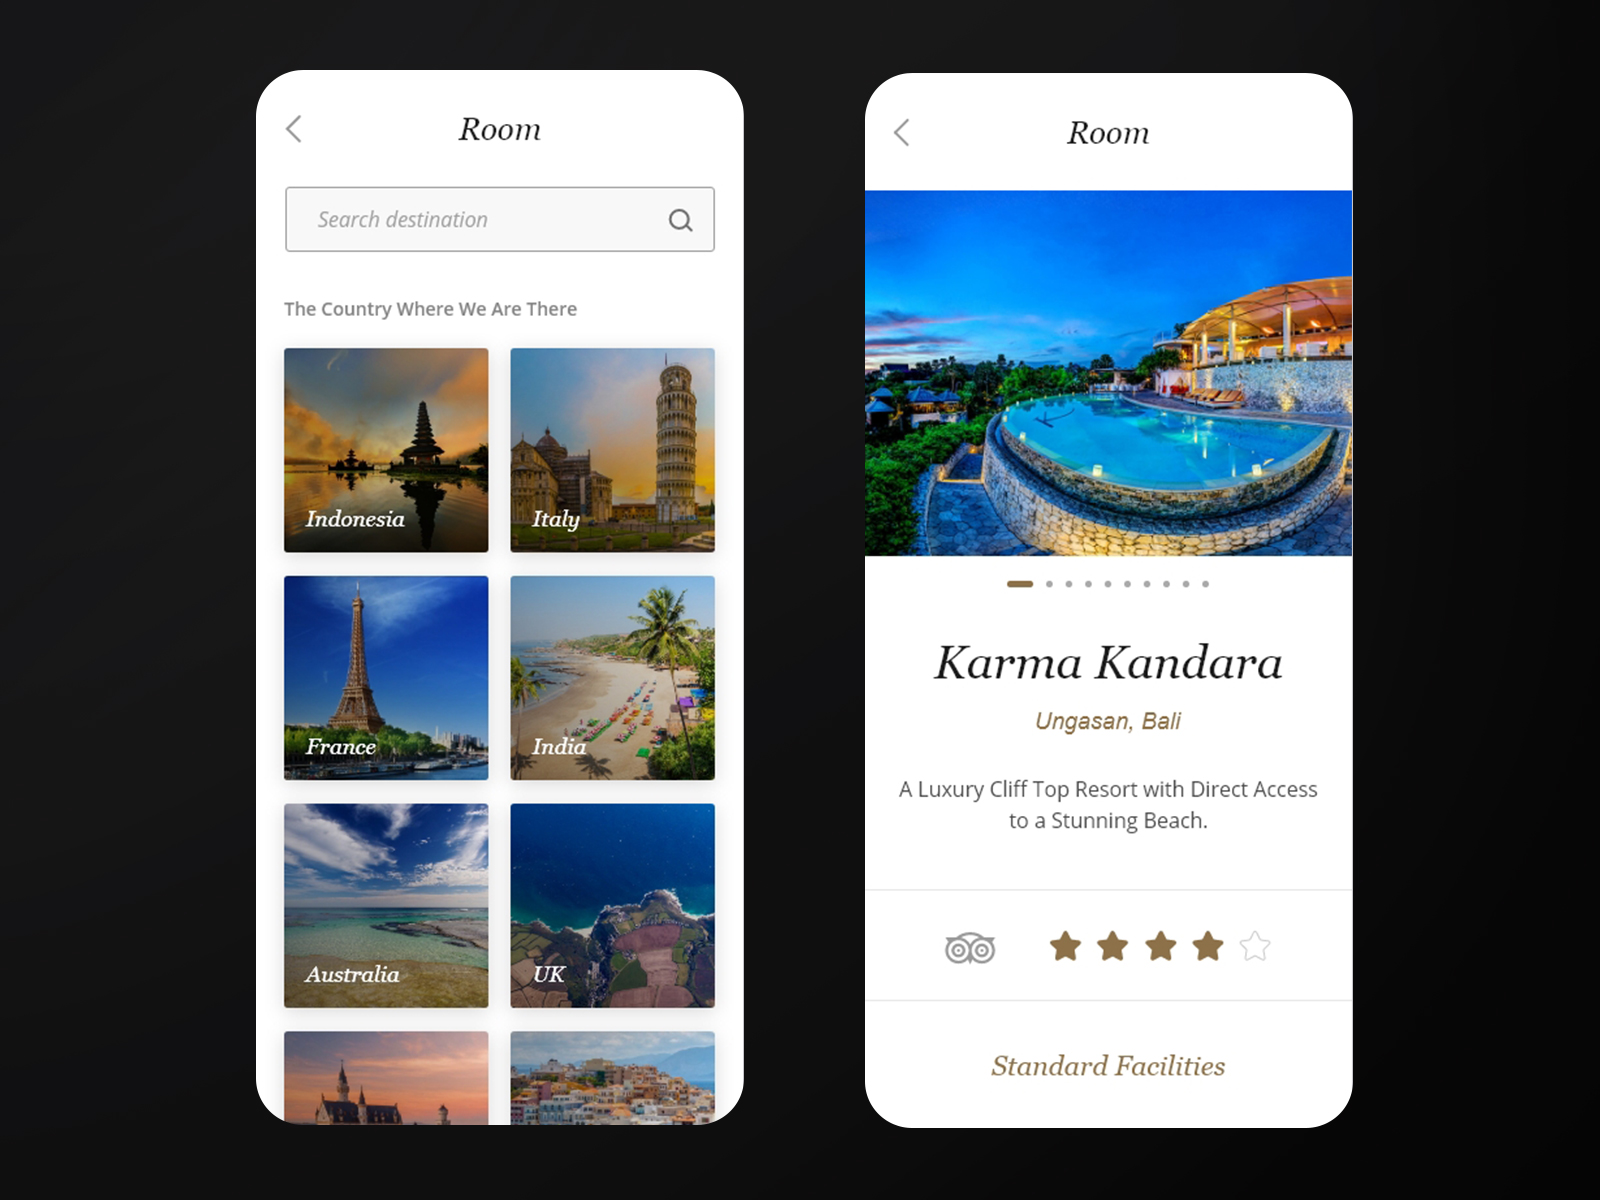 Room
Search destination
The Country Where We Are There
Indonesia
Italy
France
India
Australia
UK
Room
Karma Kandara
Ungasan, Bali
A Luxury Cliff Top Resort with Direct Access
to a Stunning Beach.
Standard Facilities